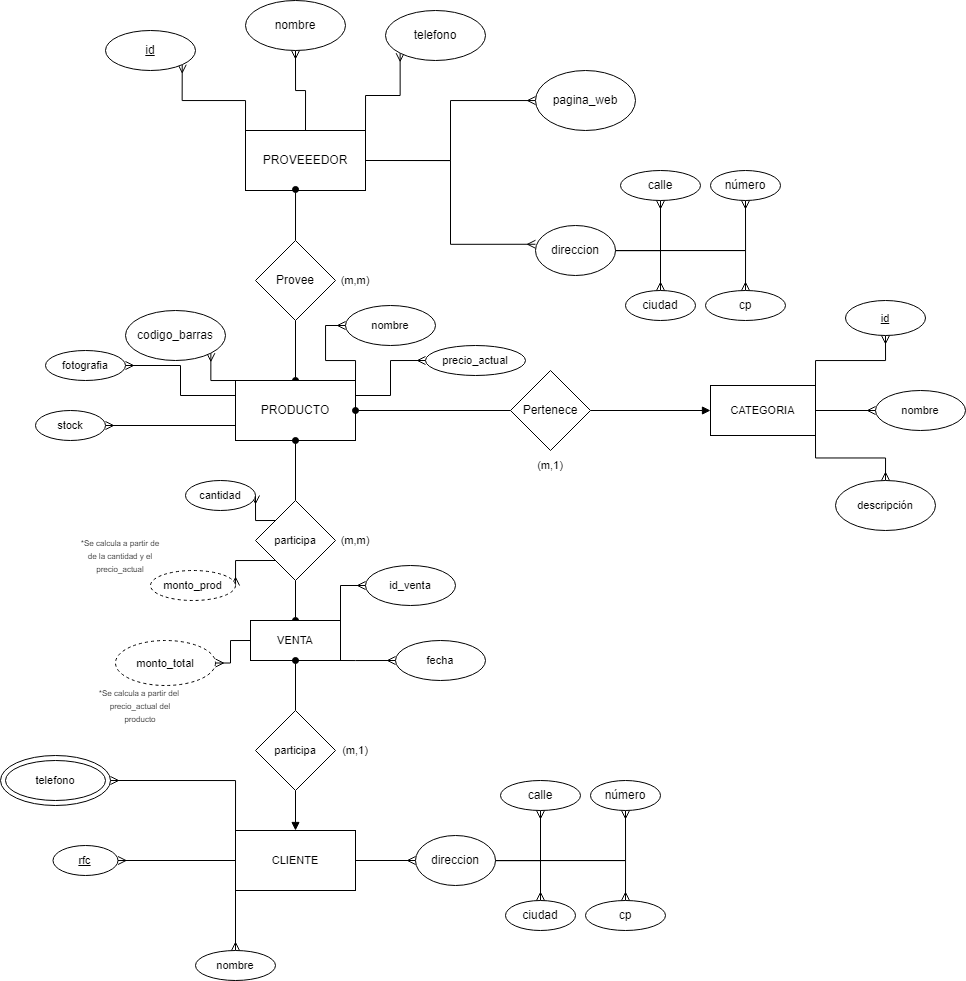 nombre
telefono
id
pagina_web
PROVEEEDOR
calle
número
direccion
Provee
(m,m)
ciudad
cp
id
nombre
codigo_barras
fotografia
precio_actual
PRODUCTO
Pertenece
CATEGORIA
nombre
stock
(m,1)
cantidad
descripción
participa
(m,m)
*Se calcula a partir de
de la cantidad y el
precio_actual
monto_prod
id_venta
VENTA
monto_total
fecha
*Se calcula a partir del
precio_actual del
producto
participa
(m,1)
telefono
calle
número
rfc
CLIENTE
direccion
ciudad
cp
nombre